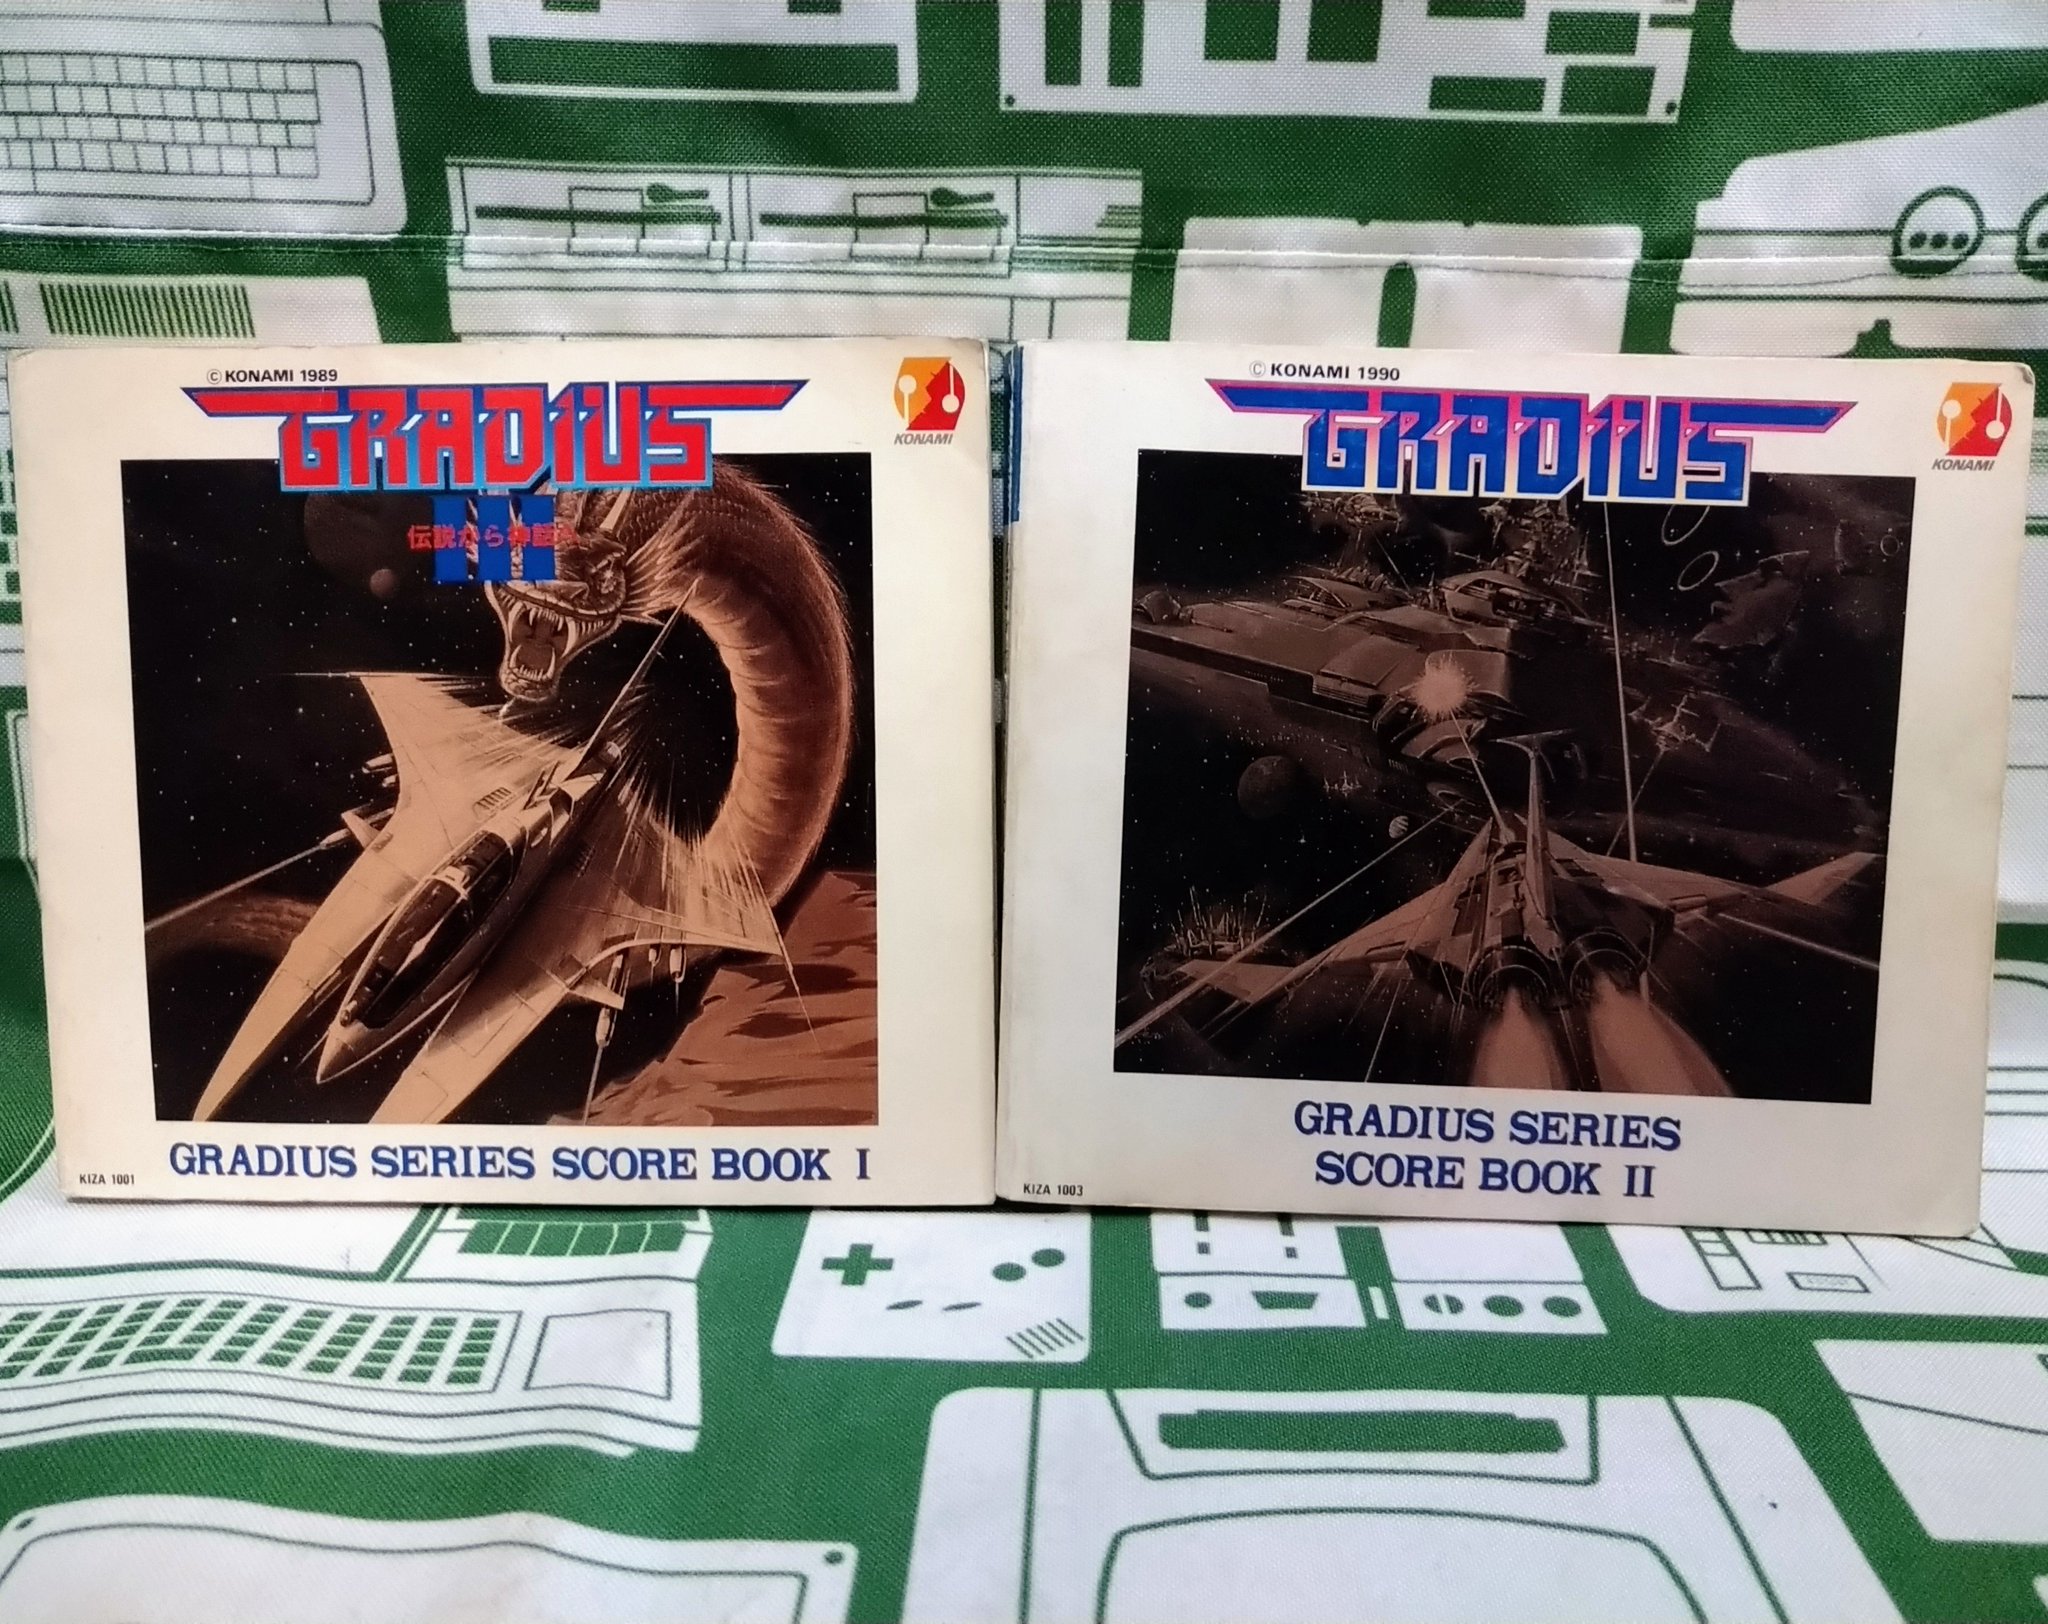 © KONAMI 1989
GRADIUS
III
伝説から神話へ
KONAMI
GRADIUS SERIES SCORE BOOK I
KIZA 1001
© KONAMI 1990
GRADIUS
KONAMI
GRADIUS SERIES
SCORE BOOK II
KIZA 1003